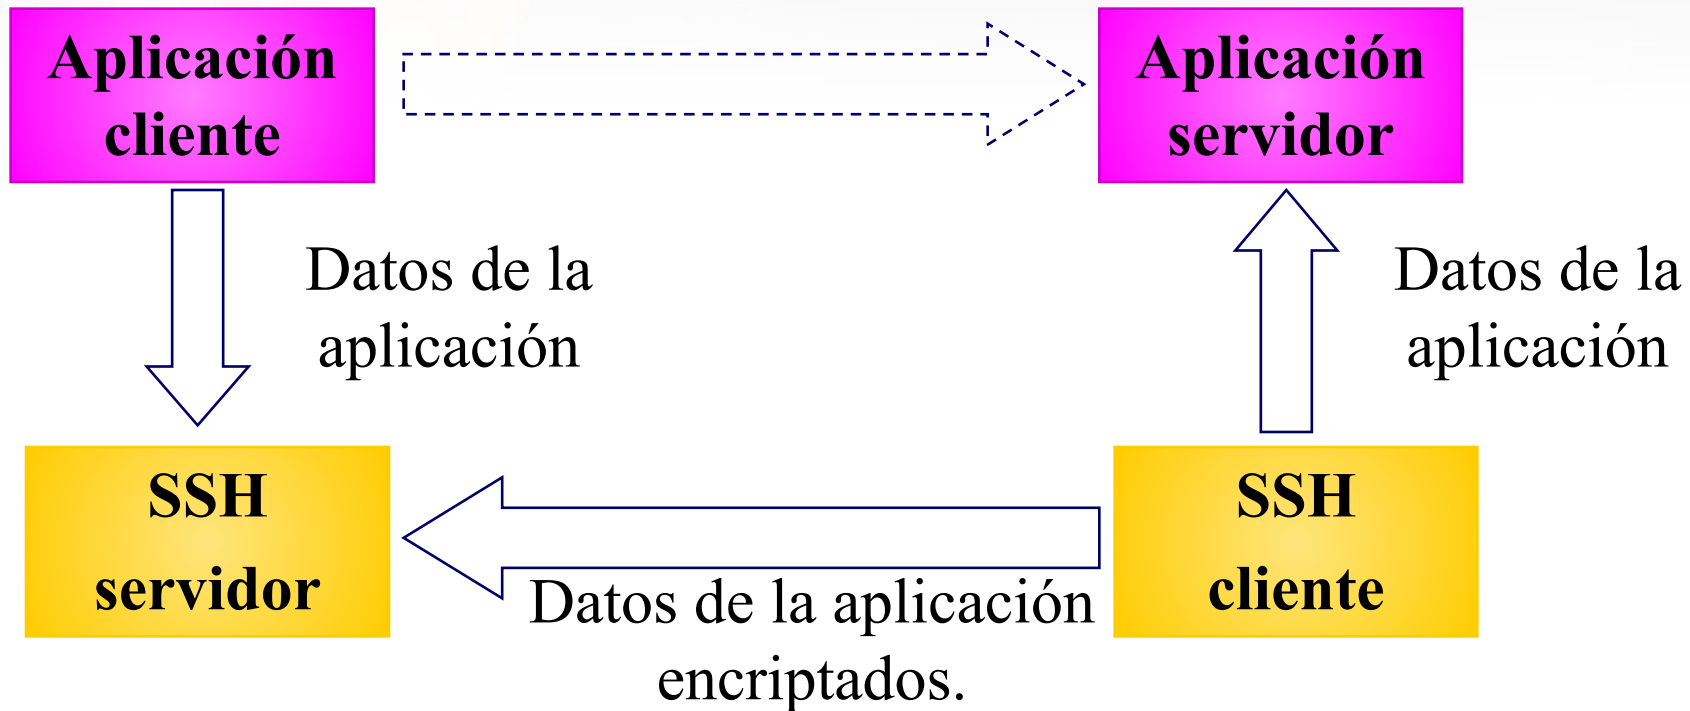 Aplicación
cliente
Aplicación
servidor
Datos de la
aplicación
Datos de la
aplicación
SSH
servidor
SSH
cliente
Datos de la aplicación
encriptados.